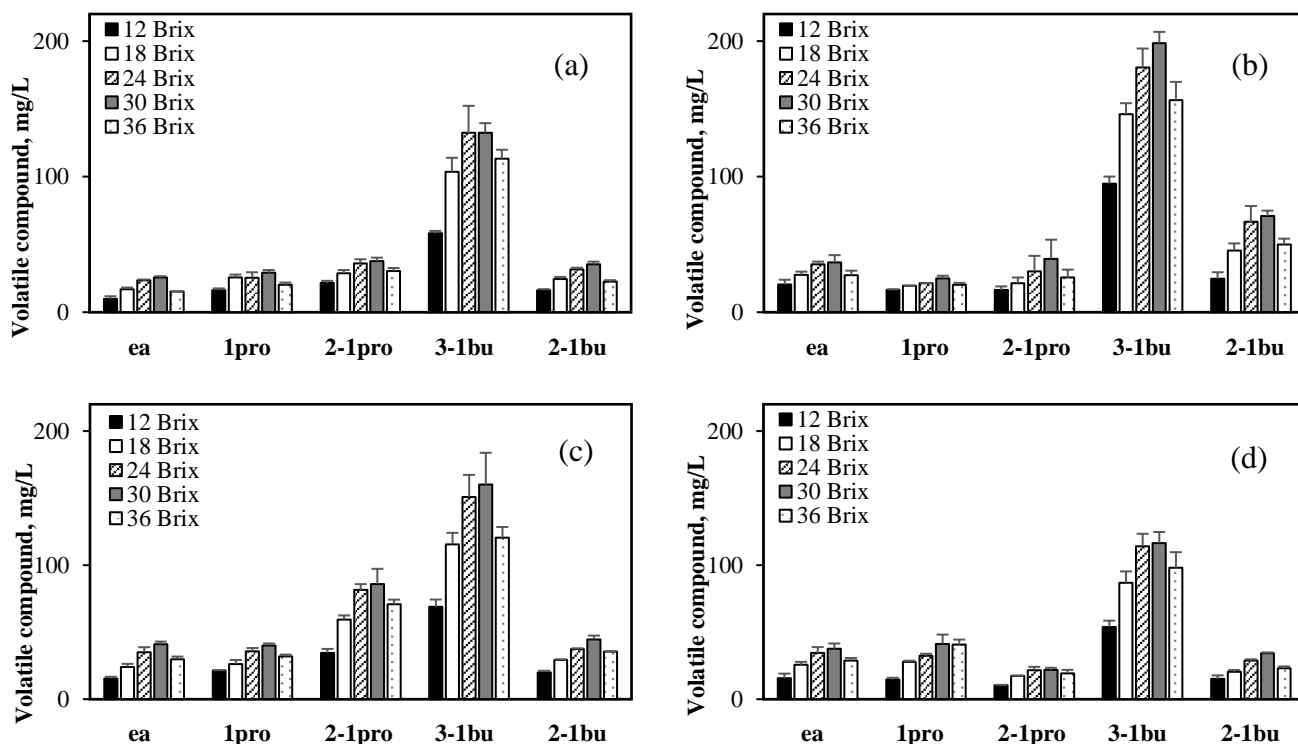 Volatile compound, mg/L
200
100
0
12 Brix
18 Brix
24 Brix
30 Brix
36 Brix
(a)
ea 1pro 2-1pro 3-1bu 2-1bu
Volatile compound, mg/L
200
100
0
12 Brix
18 Brix
24 Brix
30 Brix
36 Brix
(b)
ea 1pro 2-1pro 3-1bu 2-1bu
Volatile compound, mg/L
200
100
0
12 Brix
18 Brix
24 Brix
30 Brix
36 Brix
(c)
ea 1pro 2-1pro 3-1bu 2-1bu
Volatile compound, mg/L
200
100
0
12 Brix
18 Brix
24 Brix
30 Brix
36 Brix
(d)
ea 1pro 2-1pro 3-1bu 2-1bu